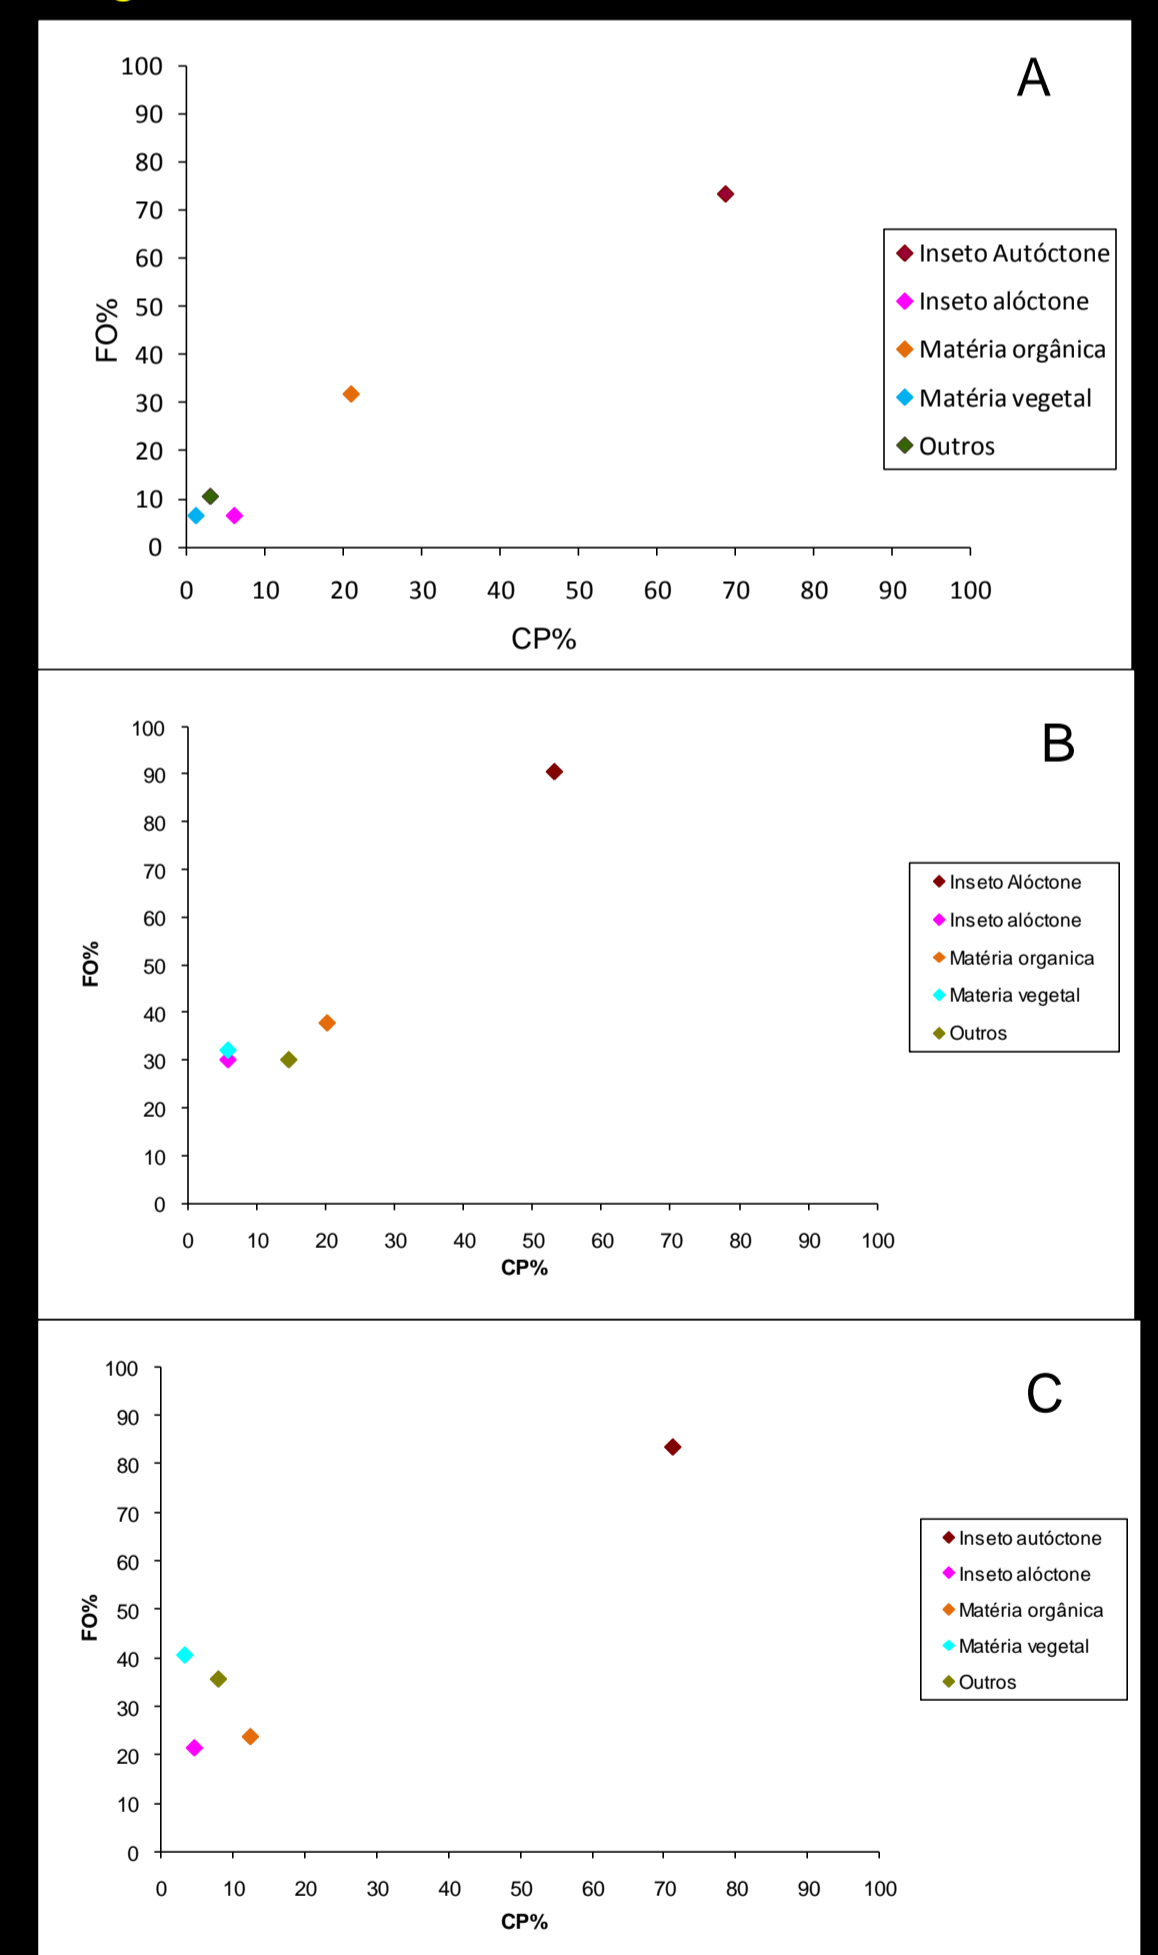 A
100
90
80
70
60
50
40
30
20
10
0
FO%
0 10 20 30 40 50 60 70 80 90 100
CP%
Inseto Autóctone
Inseto alóctone
Matéria orgânica
Matéria vegetal
Outros
B
100
90
80
70
60
50
40
30
20
10
0
FO%
0 10 20 30 40 50 60 70 80 90 100
CP%
Inseto Alóctone
Inseto alóctone
Matéria organica
Materia vegetal
Outros
C
100
90
80
70
60
50
40
30
20
10
0
FO%
0 10 20 30 40 50 60 70 80 90 100
CP%
Inseto autóctone
Inseto alóctone
Matéria orgânica
Matéria vegetal
Outros